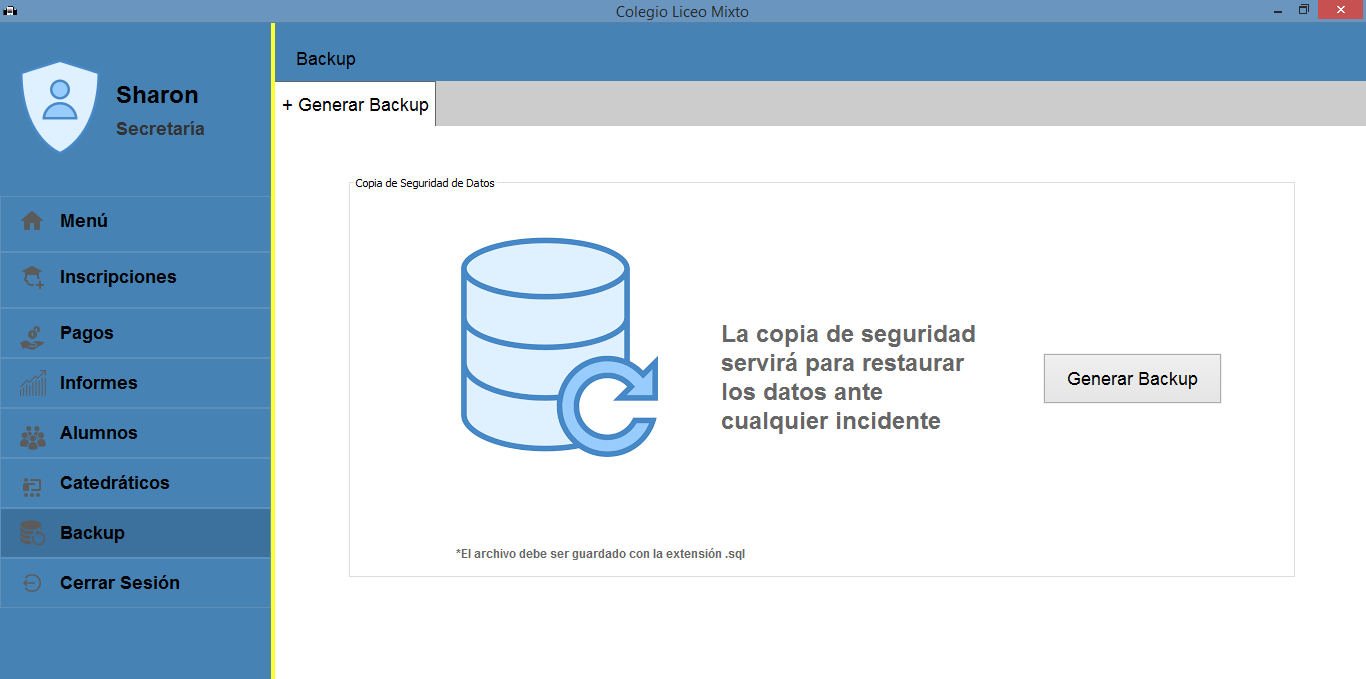 Colegio Liceo Mixto
Sharon
Secretaría
Menú
Inscripciones
Pagos
Informes
Alumnos
Catedráticos
Backup
Cerrar Sesión
Backup
+ Generar Backup
Copia de Seguridad de Datos
La copia de seguridad
servirá para restaurar
los datos ante
cualquier incidente
Generar Backup
*El archivo debe ser guardado con la extensión .sql